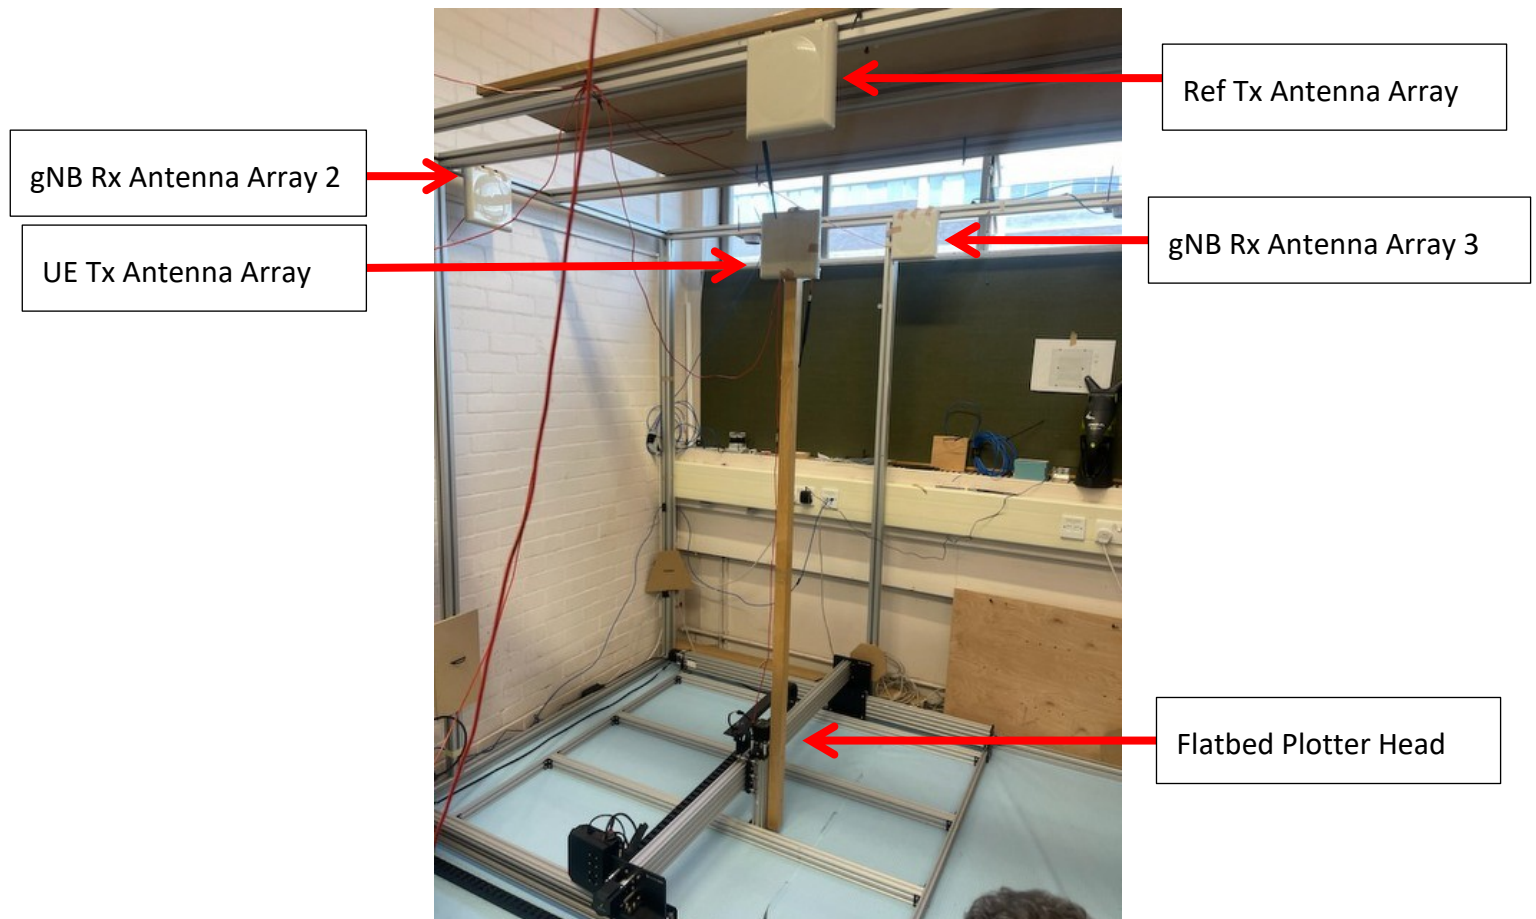 Ref Tx Antenna Array
gNB Rx Antenna Array 2
gNB Rx Antenna Array 3
UE Tx Antenna Array
Flatbed Plotter Head